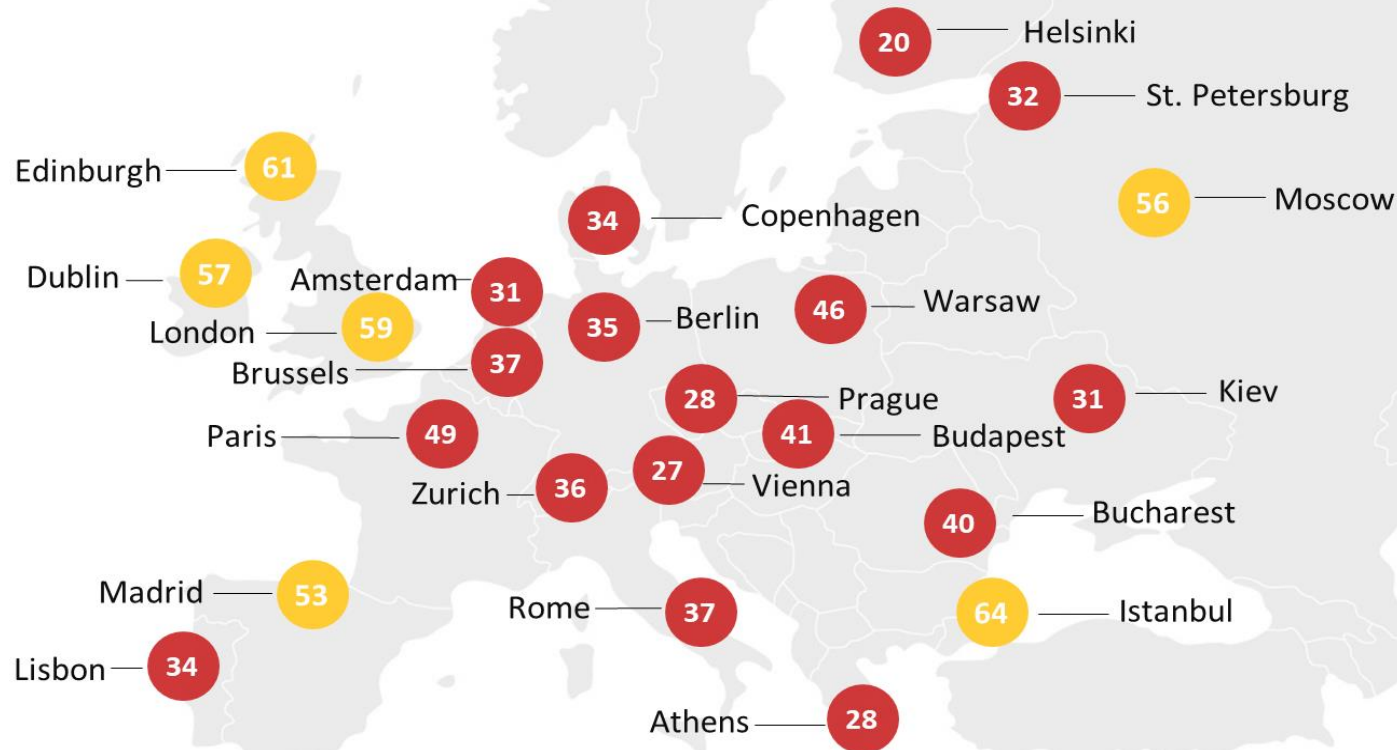 20 Helsinki
32 St. Petersburg
Edinburgh 61
56 Moscow
34 Copenhagen
Dublin 57
Amsterdam 31
46 Warsaw
London 59
35 Berlin
Brussels 37
28 Prague
31 Kiev
Paris 49
41 Budapest
Zurich 36
27 Vienna
40 Bucharest
Madrid 53
Rome 37
64 Istanbul
Lisbon 34
Athens 28